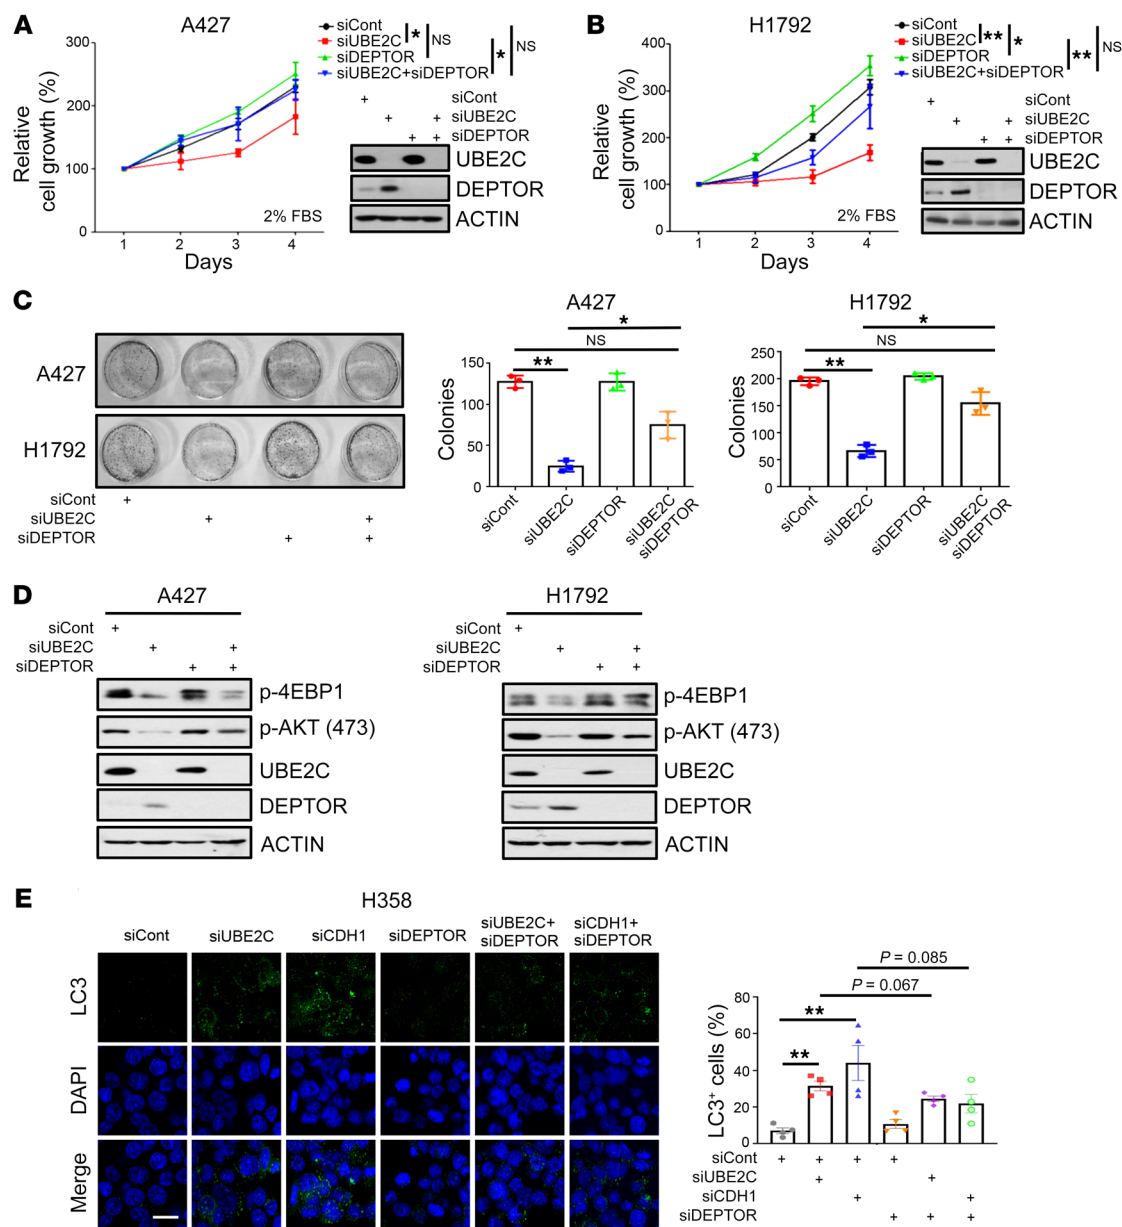 A
A427
siCont
siUBE2C
siDEPTOR
siUBE2C+siDEPTOR
*
NS
*
NS
Relative
cell growth (%)
300
200
100
0
1 2 3 4
Days
2% FBS
siCont +
siUBE2C + +
siDEPTOR + +
UBE2C
DEPTOR
ACTIN
B
H1792
siCont
siUBE2C
siDEPTOR
siUBE2C+siDEPTOR
**
*
**
NS
Relative
cell growth (%)
400
300
200
100
0
1 2 3 4
Days
2% FBS
siCont +
siUBE2C + +
siDEPTOR + +
UBE2C
DEPTOR
ACTIN
C
A427
H1792
siCont +
siUBE2C + +
siDEPTOR + +
A427
*
NS
**
Colonies
150
100
50
0
siCont
siUBE2C
siDEPTOR
siUBE2C
siDEPTOR
H1792
*
NS
**
Colonies
250
200
150
100
50
0
siCont
siUBE2C
siDEPTOR
siUBE2C
siDEPTOR
D
A427
siCont +
siUBE2C + +
siDEPTOR + +
p-4EBP1
p-AKT (473)
UBE2C
DEPTOR
ACTIN
H1792
siCont +
siUBE2C + +
siDEPTOR + +
p-4EBP1
p-AKT (473)
UBE2C
DEPTOR
ACTIN
E
H358
siCont siUBE2C siCDH1 siDEPTOR siUBE2C+ siCDH1+
siDEPTOR siDEPTOR
LC3
DAPI
Merge
P = 0.085
P = 0.067
**
**
LC3+ cells (%)
80
60
40
20
0
siCont + + + +
siUBE2C + +
siCDH1 + +
siDEPTOR + + +